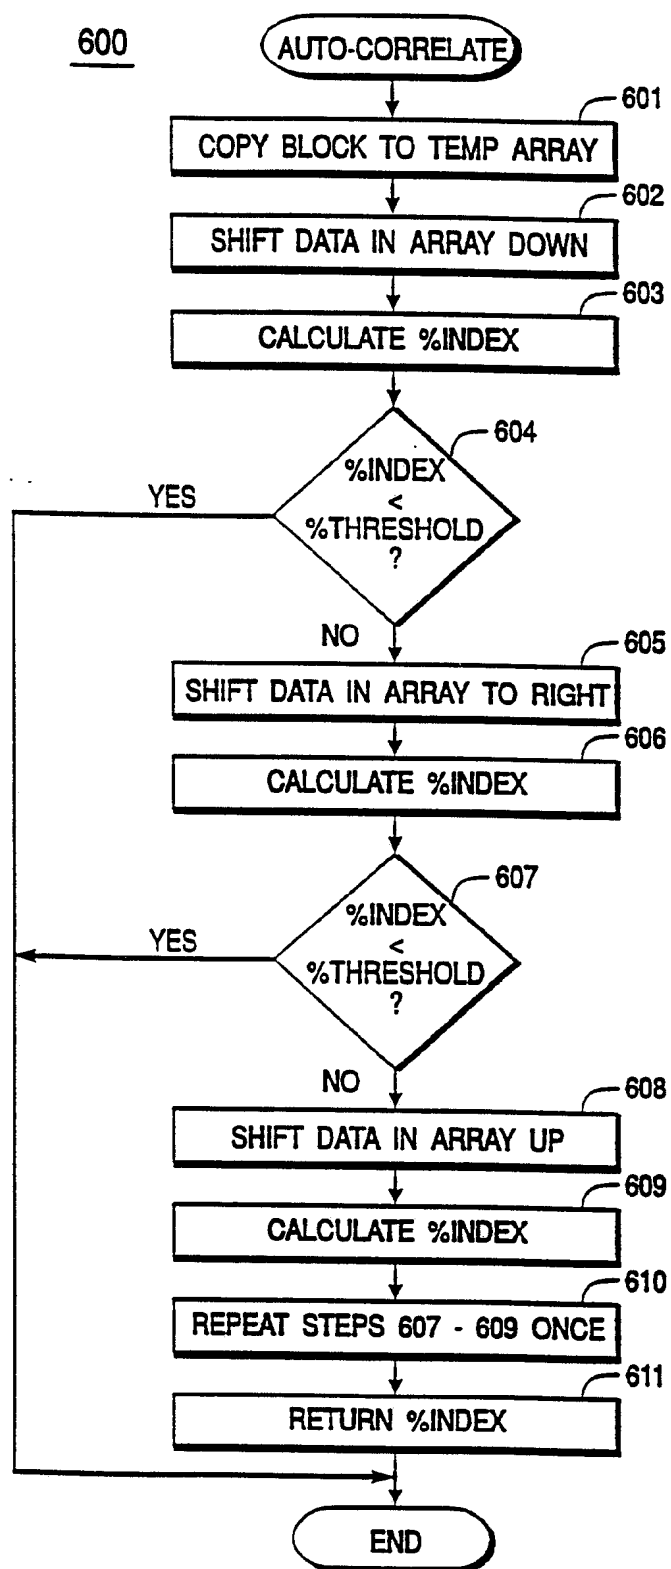 600
AUTO-CORRELATE
601
COPY BLOCK TO TEMP ARRAY
602
SHIFT DATA IN ARRAY DOWN
603
CALCULATE %INDEX
604
%INDEX
<
%THRESHOLD
?
YES
NO
605
SHIFT DATA IN ARRAY TO RIGHT
606
CALCULATE %INDEX
607
%INDEX
<
%THRESHOLD
?
YES
NO
608
SHIFT DATA IN ARRAY UP
609
CALCULATE %INDEX
610
REPEAT STEPS 607 - 609 ONCE
611
RETURN %INDEX
END